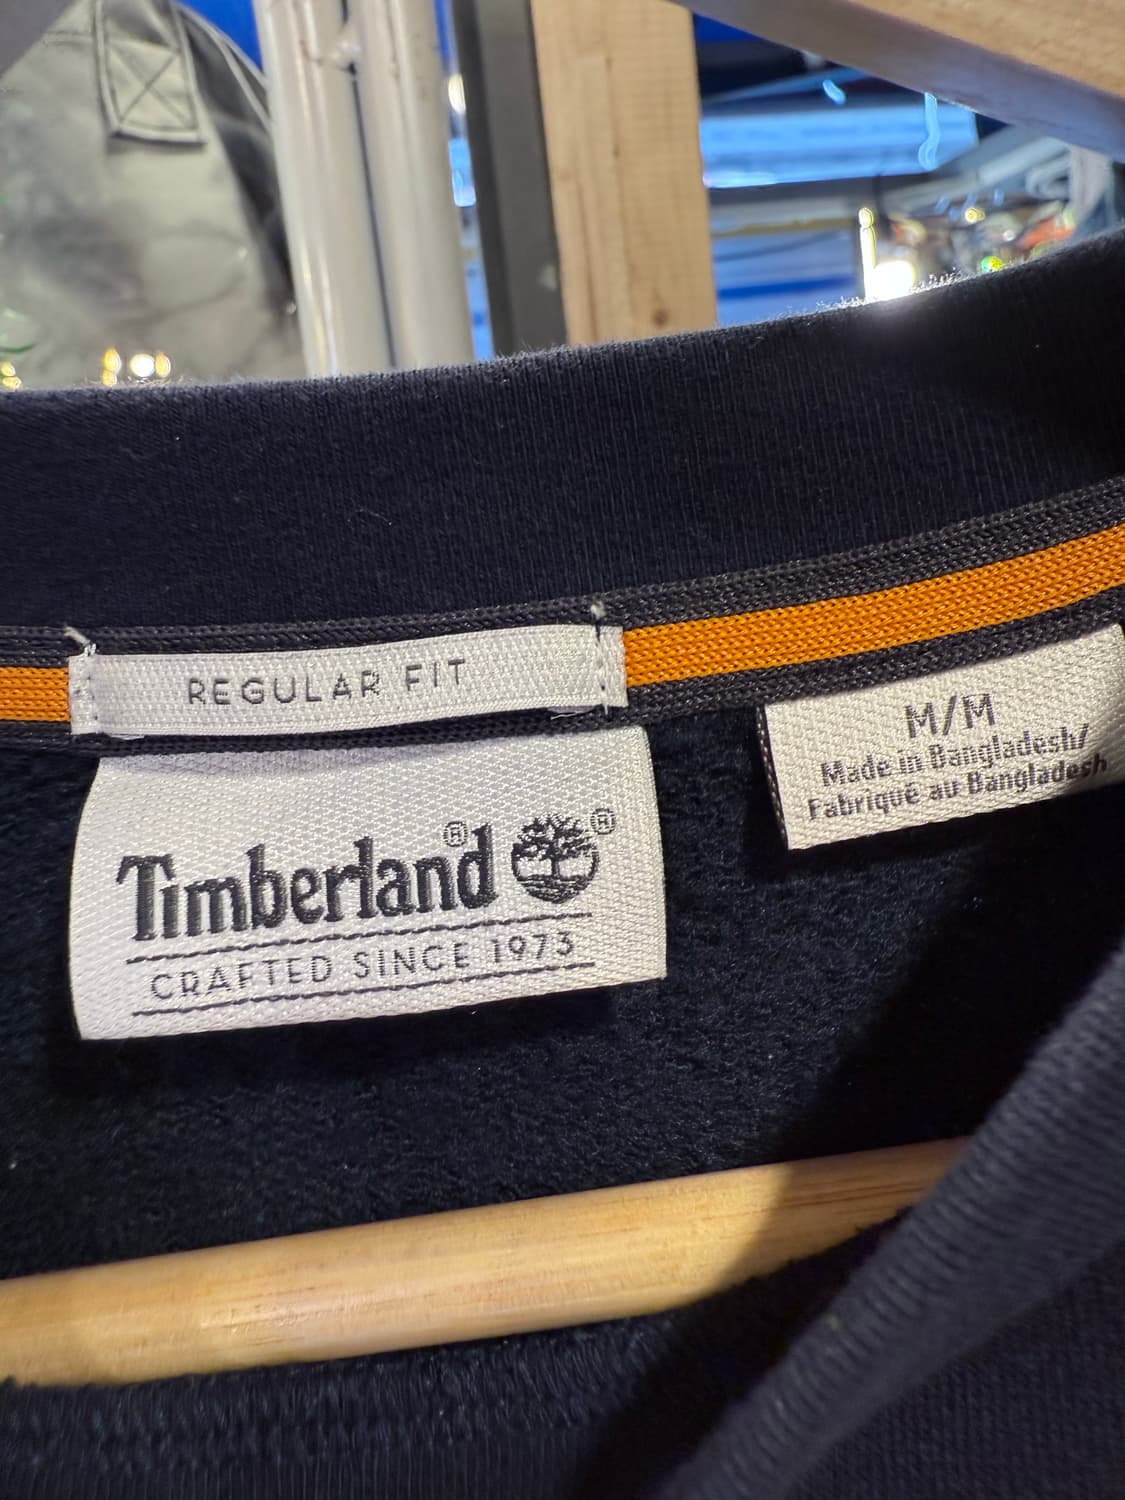 REGULAR FIT
Timberland® ®
CRAFTED SINCE 1973
M/M
Made in Bangladesh/
Fabriqué au Bangladesh